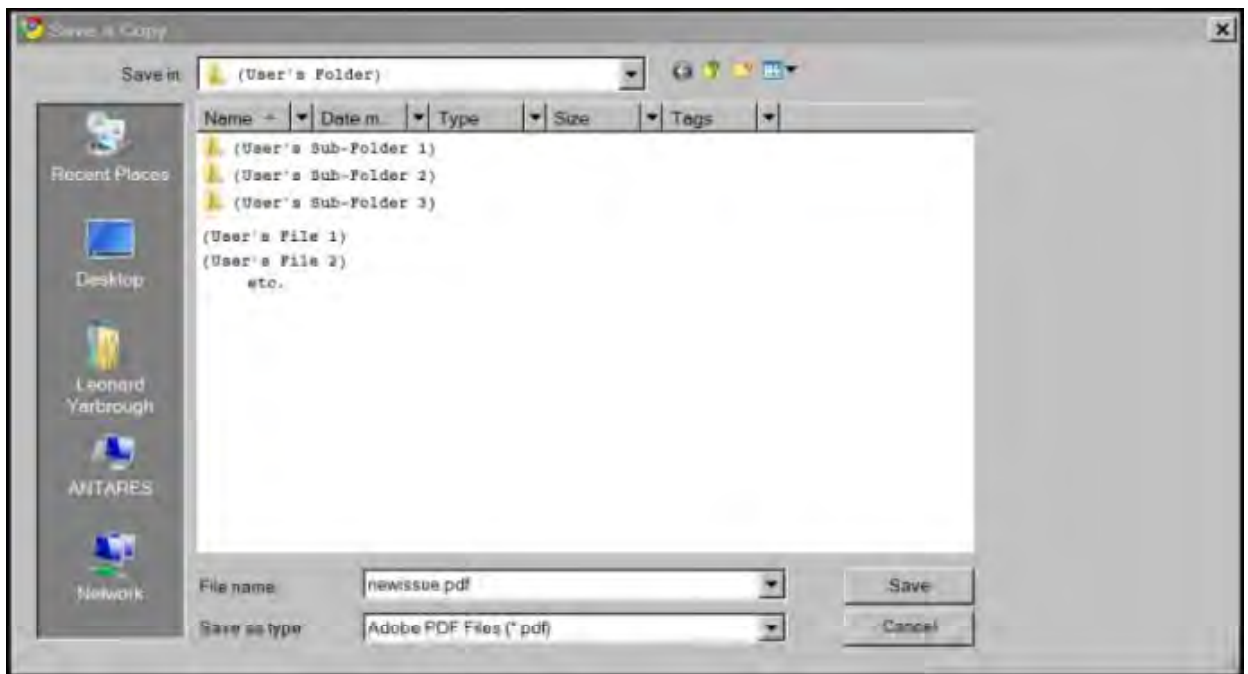 Save a Copy
Save in
(User's Folder)
Name
Date m...
Type
Size
Tags
Recent Places
Desktop
Leonard
Yarbrough
ANTARES
Network
(User's Sub-Folder 1)
(User's Sub-Folder 2)
(User's Sub-Folder 3)
(User's File 1)
(User's File 2)
etc.
File name:
newissue.pdf
Save
Save as type:
Adobe PDF Files (*.pdf)
Cancel